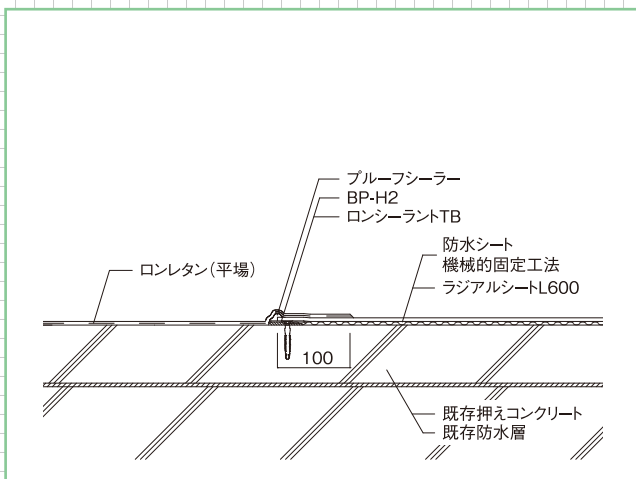 プルーフシーラー
BP-H2
ロンシーラントTB
防水シート
機械的固定工法
ラジアルシートL600
ロンレタン（平場）
100
既存押えコンクリート
既存防水層